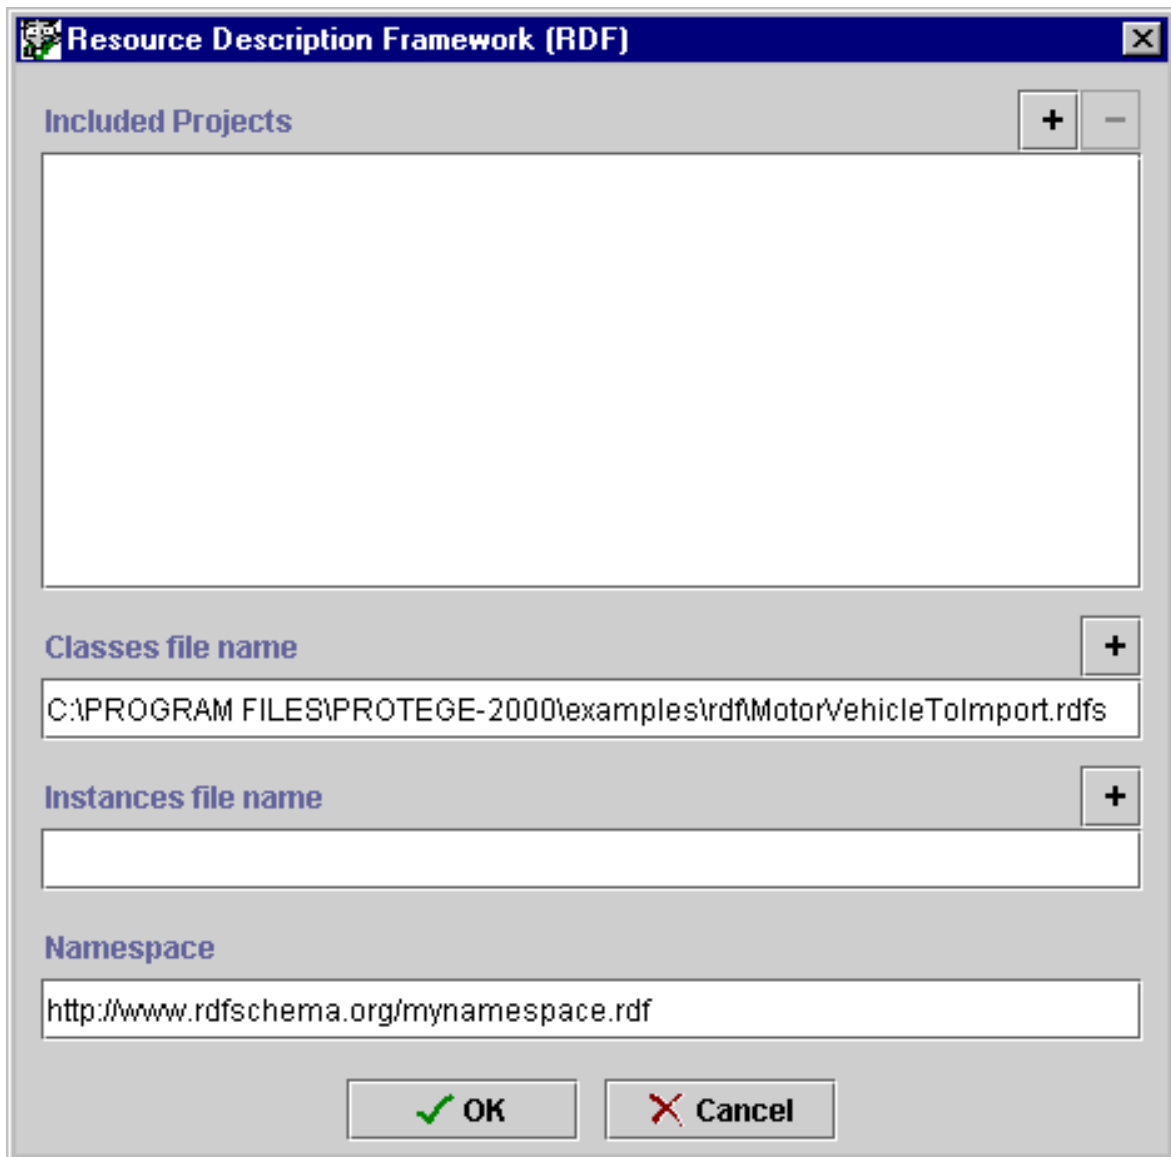 Resource Description Framework (RDF)
Included Projects
+ −
Classes file name
+
C:\PROGRAM FILES\PROTEGE-2000\examples\rdf\MotorVehicleToImport.rdfs
Instances file name
+
Namespace
http://www.rdfschema.org/mynamespace.rdf
OK Cancel